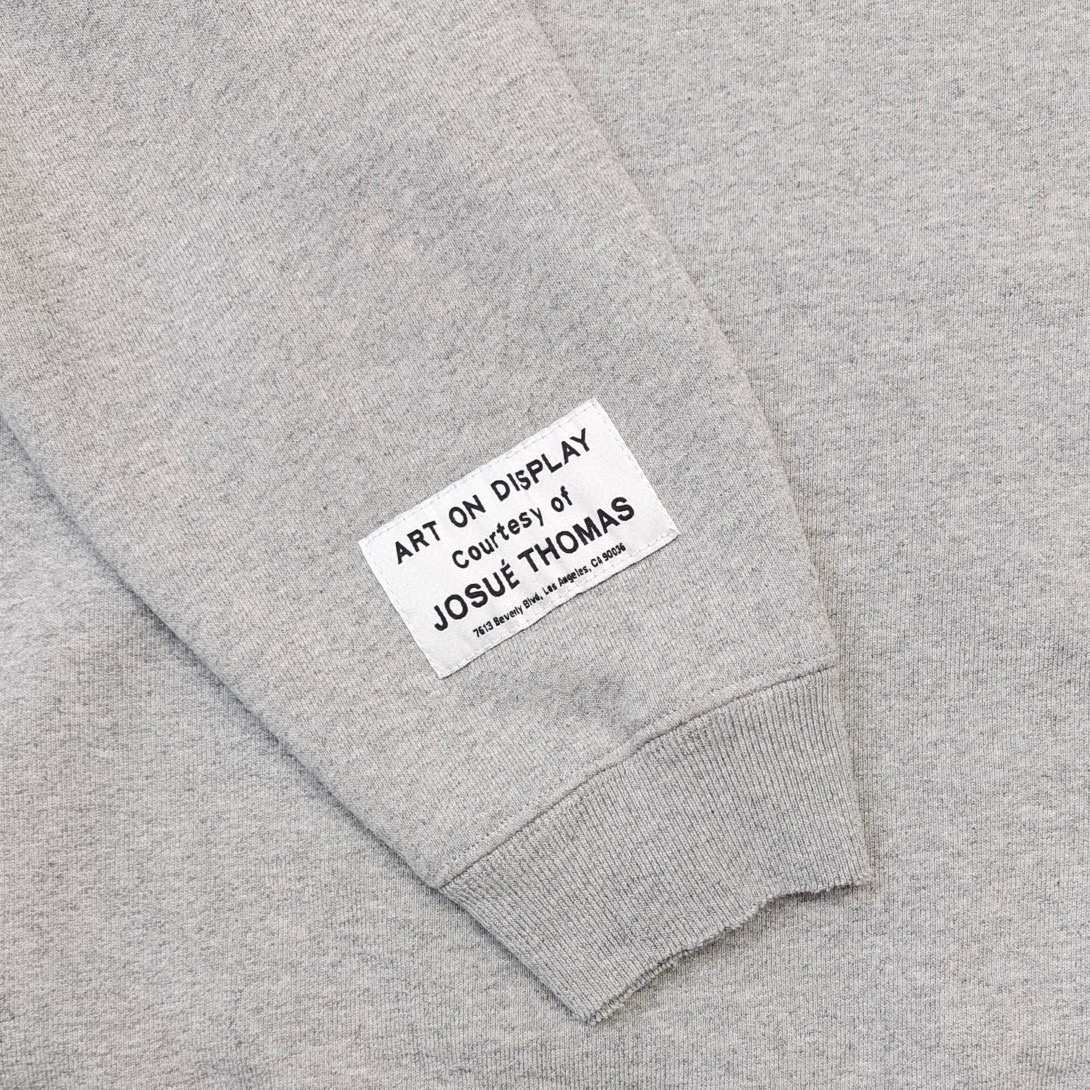 ART ON DISPLAY
Courtesy of
JOSUÉ THOMAS
7613 Beverly Blvd, Los Angeles, CA 90036